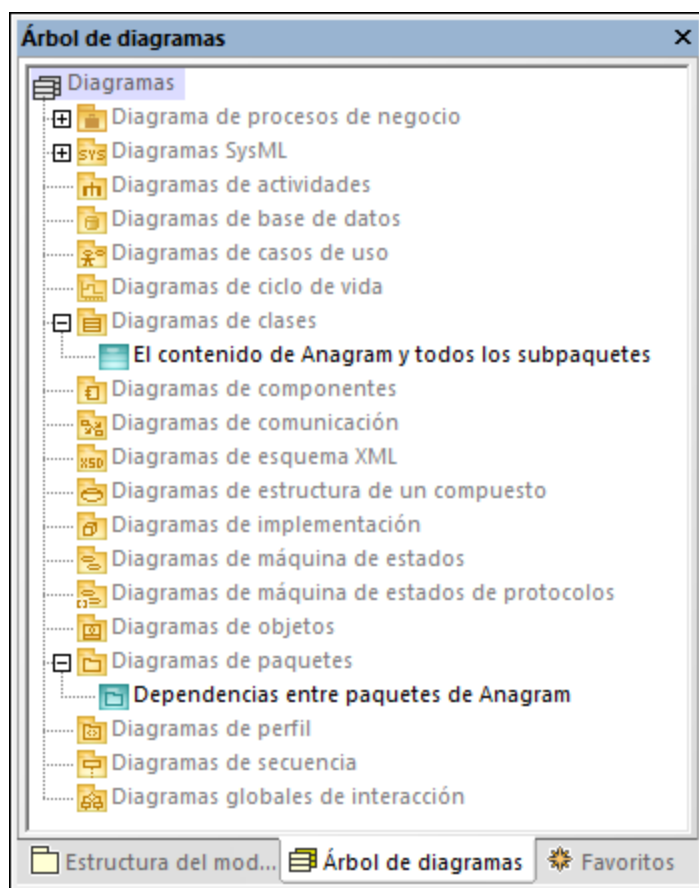 Árbol de diagramas
Diagramas
Diagrama de procesos de negocio
SYS Diagramas SysML
Diagramas de actividades
Diagramas de base de datos
Diagramas de casos de uso
Diagramas de ciclo de vida
Diagramas de clases
El contenido de Anagram y todos los subpaquetes
Diagramas de componentes
Diagramas de comunicación
XSD Diagramas de esquema XML
Diagramas de estructura de un compuesto
Diagramas de implementación
Diagramas de máquina de estados
Diagramas de máquina de estados de protocolos
Diagramas de objetos
Diagramas de paquetes
Dependencias entre paquetes de Anagram
Diagramas de perfil
Diagramas de secuencia
Diagramas globales de interacción
Estructura del mod... Árbol de diagramas Favoritos